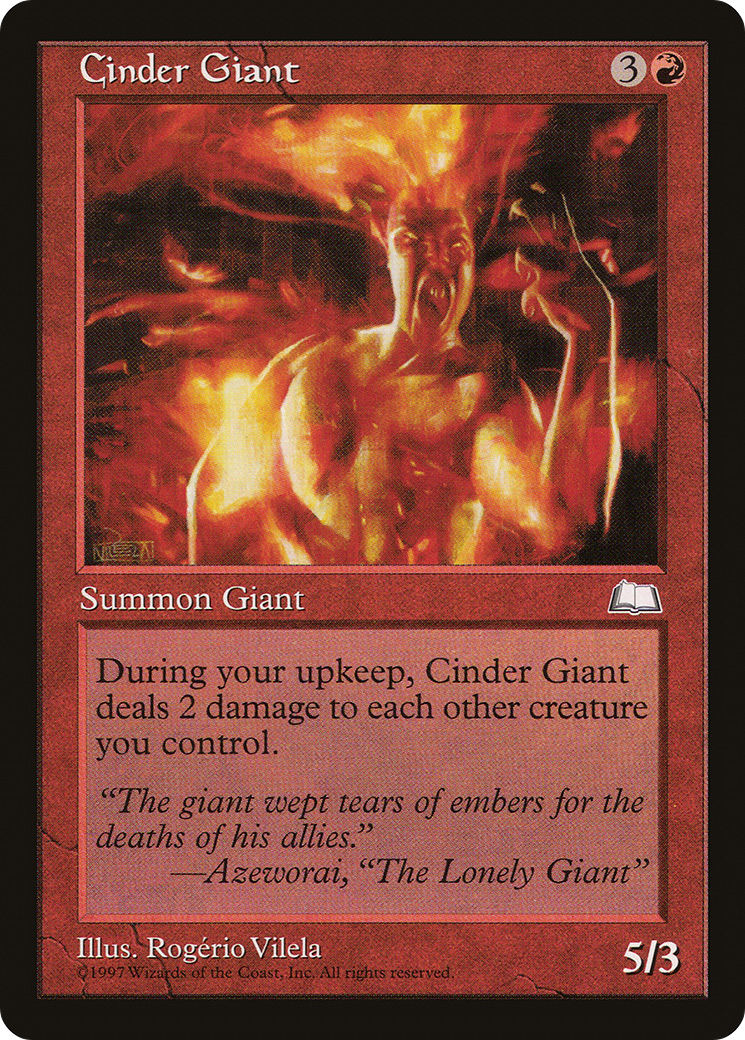 Cinder Giant 3
Summon Giant
During your upkeep, Cinder Giant
deals 2 damage to each other creature
you control.
“The giant wept tears of embers for the
deaths of his allies.”
—Azeworai, “The Lonely Giant”
Illus. Rogério Vilela
©1997 Wizards of the Coast, Inc. All rights reserved.
5/3